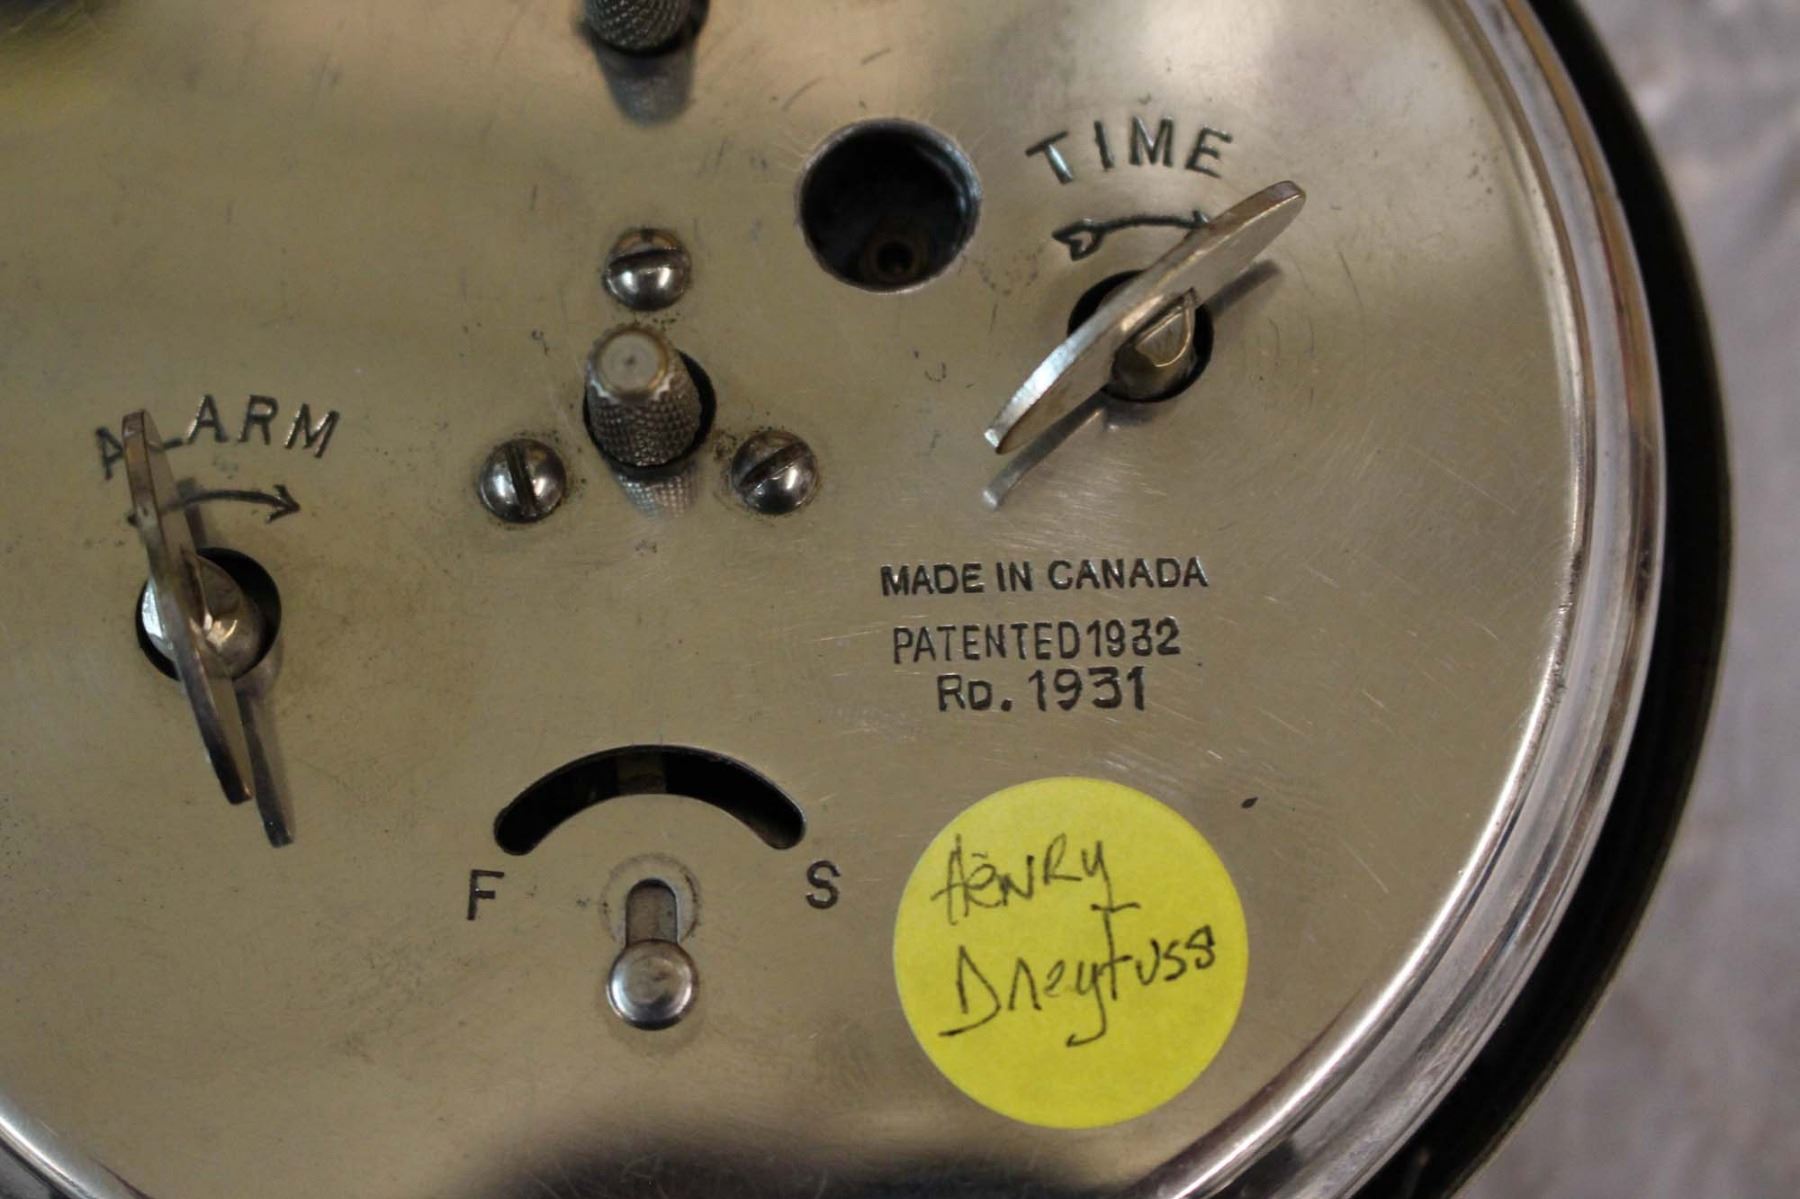 TIME
ALARM
MADE IN CANADA
PATENTED 1932
RD. 1931
F S
HENRY
DREYFUSS